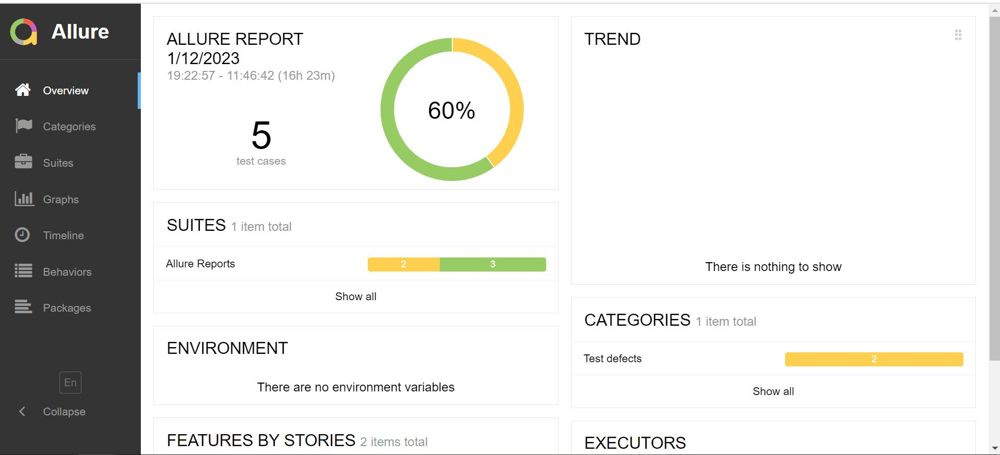 Allure
Overview
Categories
Suites
Graphs
Timeline
Behaviors
Packages
En
Collapse
ALLURE REPORT
1/12/2023
19:22:57 - 11:46:42 (16h 23m)
5
test cases
60%
SUITES 1 item total
Allure Reports 2 3
Show all
ENVIRONMENT
There are no environment variables
FEATURES BY STORIES 2 items total
TREND
There is nothing to show
CATEGORIES 1 item total
Test defects 2
Show all
EXECUTORS